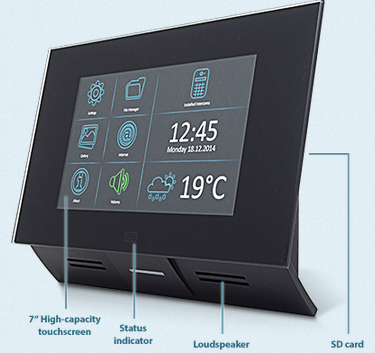 Settings
File Manager
Installed Intercoms
Gallery
Internet
12:45
Monday 18.12.2014
About
Volume
19°C
7" High-capacity
touchscreen
Status
indicator
Loudspeaker
SD card